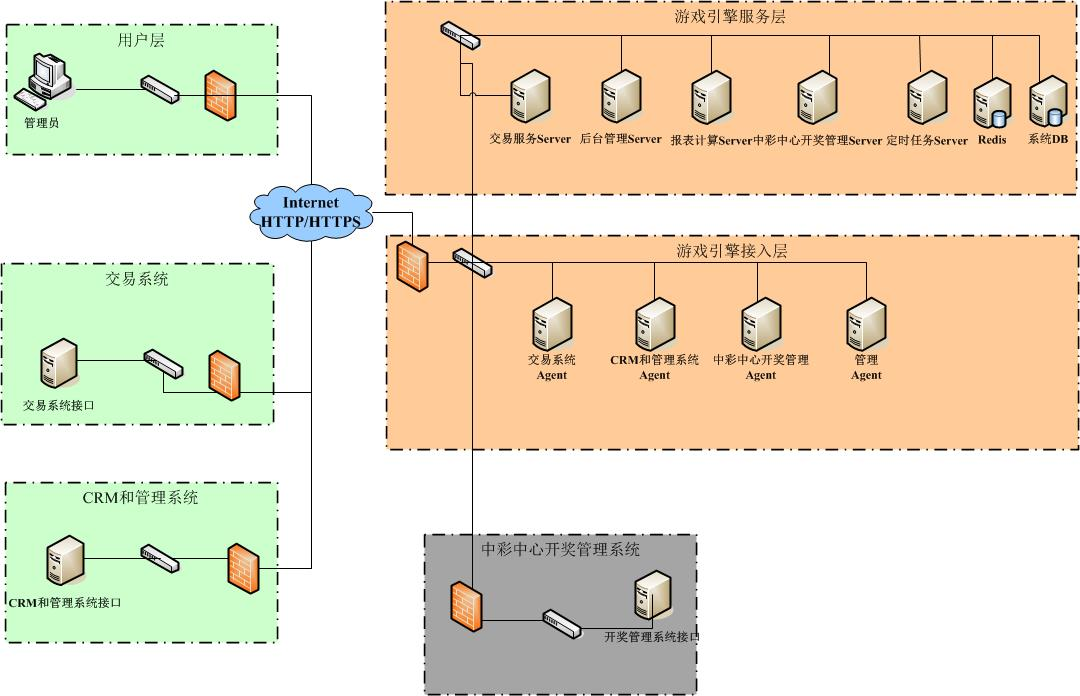 用户层
管理员
Internet
HTTP/HTTPS
交易系统
交易系统接口
CRM和管理系统
CRM和管理系统接口
游戏引擎服务层
交易服务Server
后台管理Server
报表计算Server
中彩中心开奖管理Server
定时任务Server
Redis
系统DB
游戏引擎接入层
交易系统
Agent
CRM和管理系统
Agent
中彩中心开奖管理
Agent
管理
Agent
中彩中心开奖管理系统
开奖管理系统接口